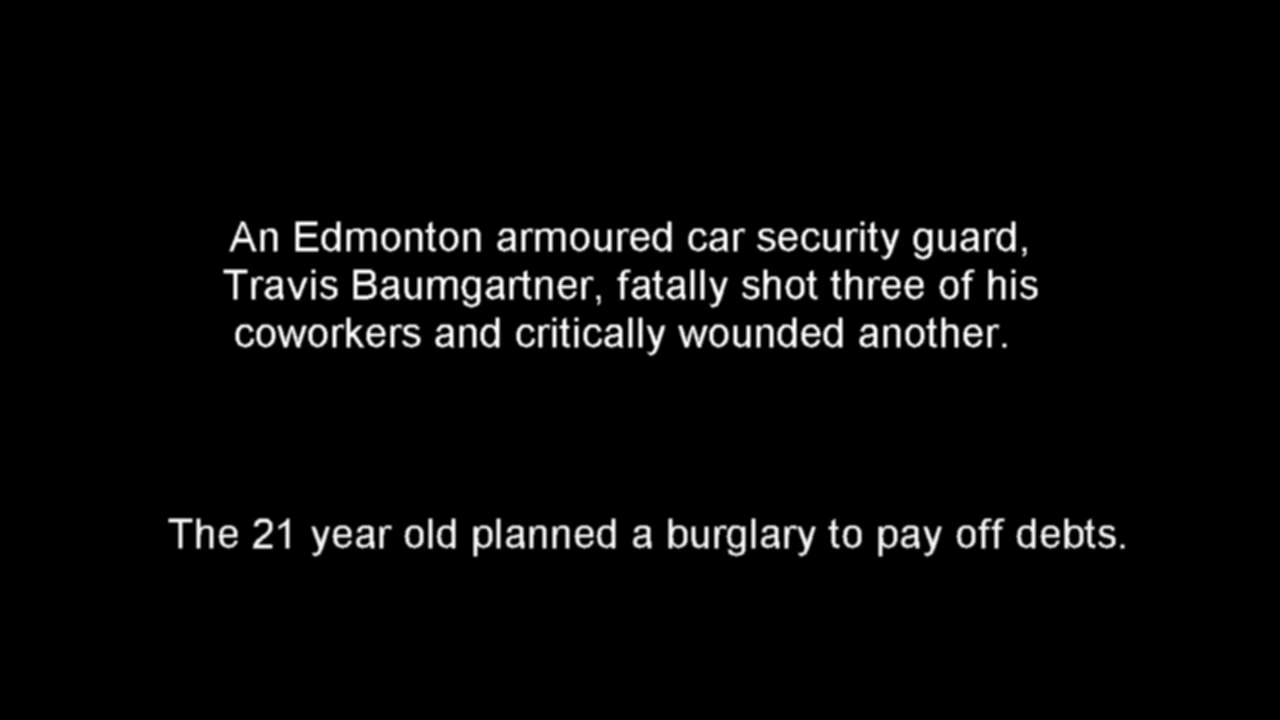 An Edmonton armoured car security guard,
Travis Baumgartner, fatally shot three of his
coworkers and critically wounded another.
The 21 year old planned a burglary to pay off debts.